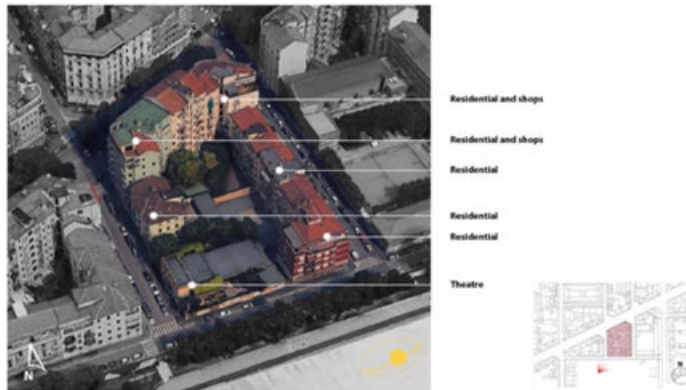 Residential and shops
Residential and shops
Residential
Residential
Residential
Theatre
N
N